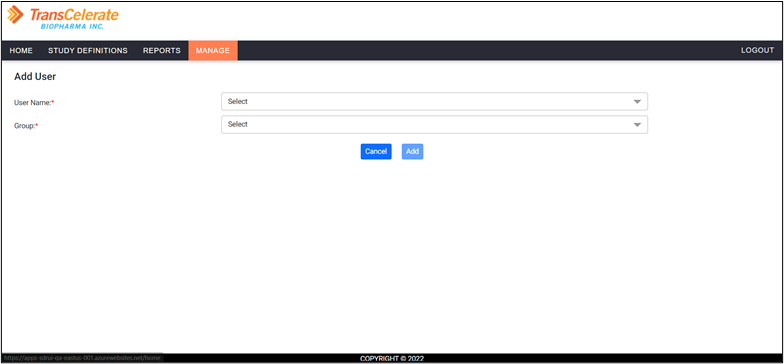 TransCelerate
BIOPHARMA INC.
HOME STUDY DEFINITIONS REPORTS MANAGE LOGOUT
Add User
User Name:* Select
Group:* Select
Cancel Add
https://apps-sdrui-qa-eastus-001.azurewebsites.net/home
COPYRIGHT © 2022